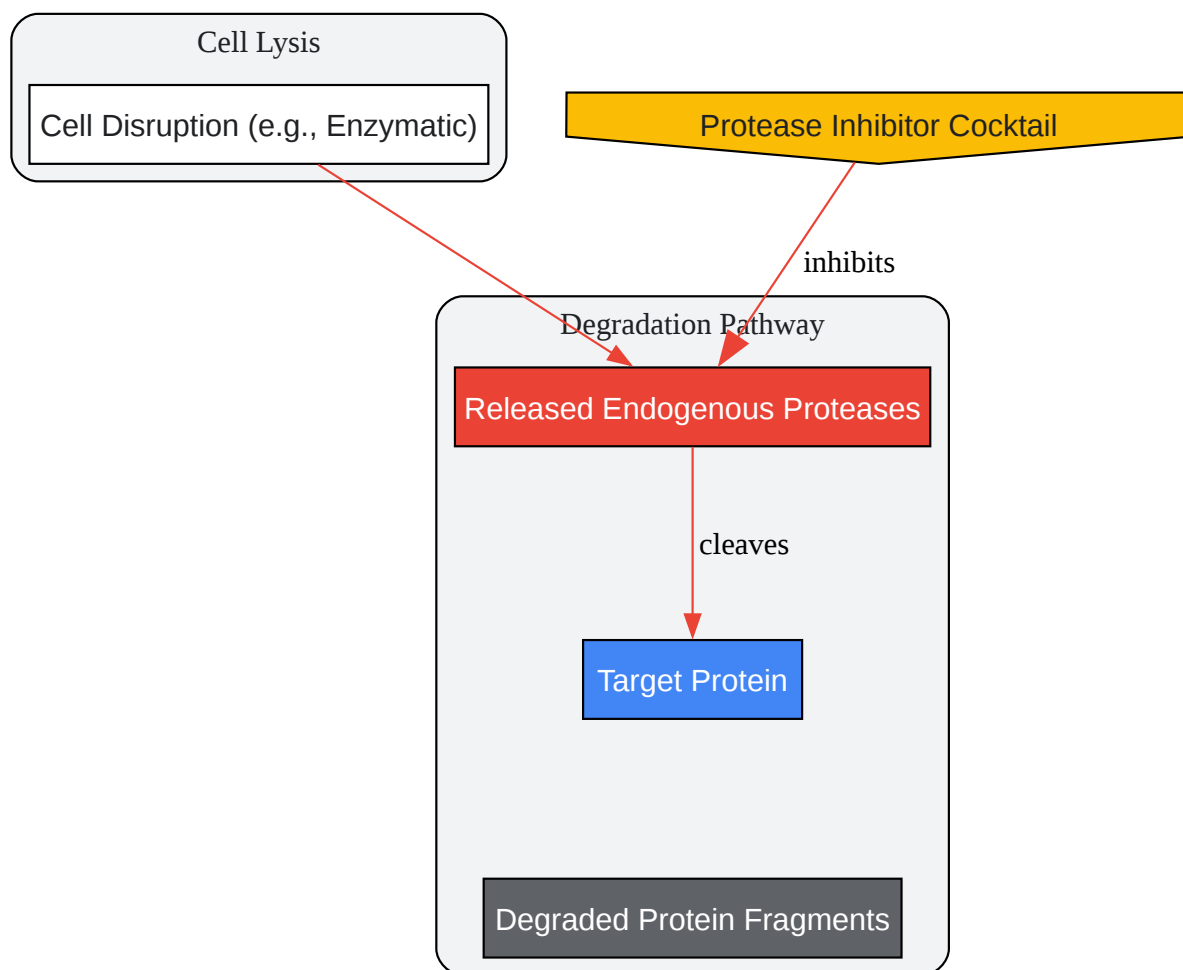 Cell Lysis
Cell Disruption (e.g., Enzymatic)
Protease Inhibitor Cocktail
inhibits
Degradation Pathway
Released Endogenous Proteases
cleaves
Target Protein
Degraded Protein Fragments